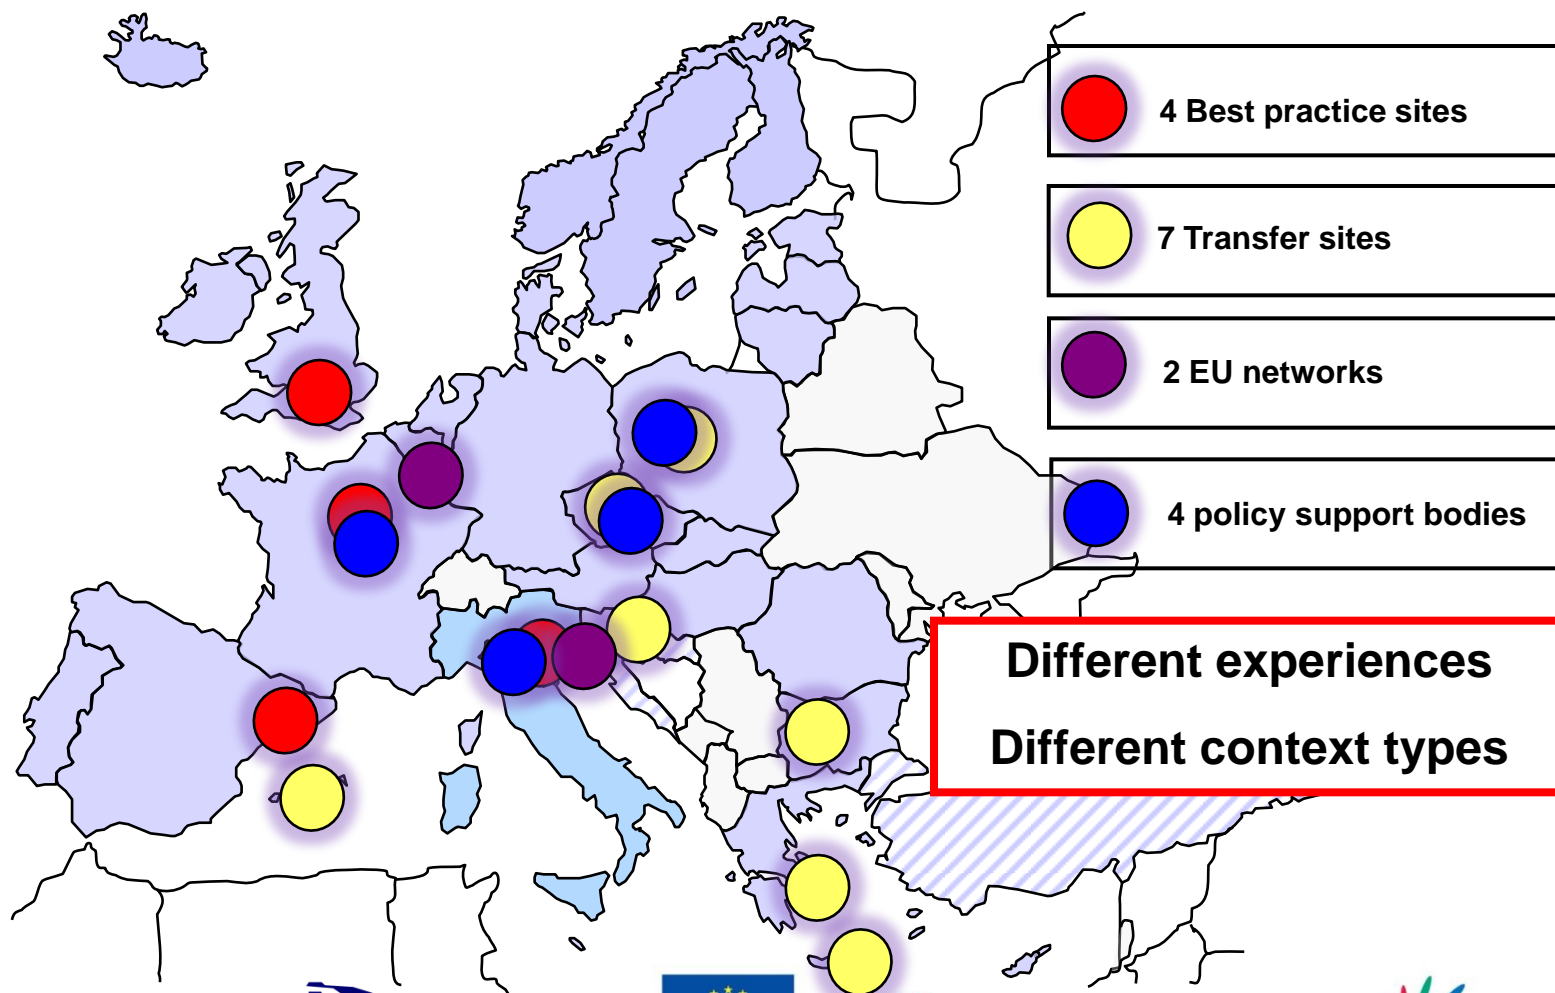 4 Best practice sites
7 Transfer sites
2 EU networks
4 policy support bodies
Different experiences
Different context types